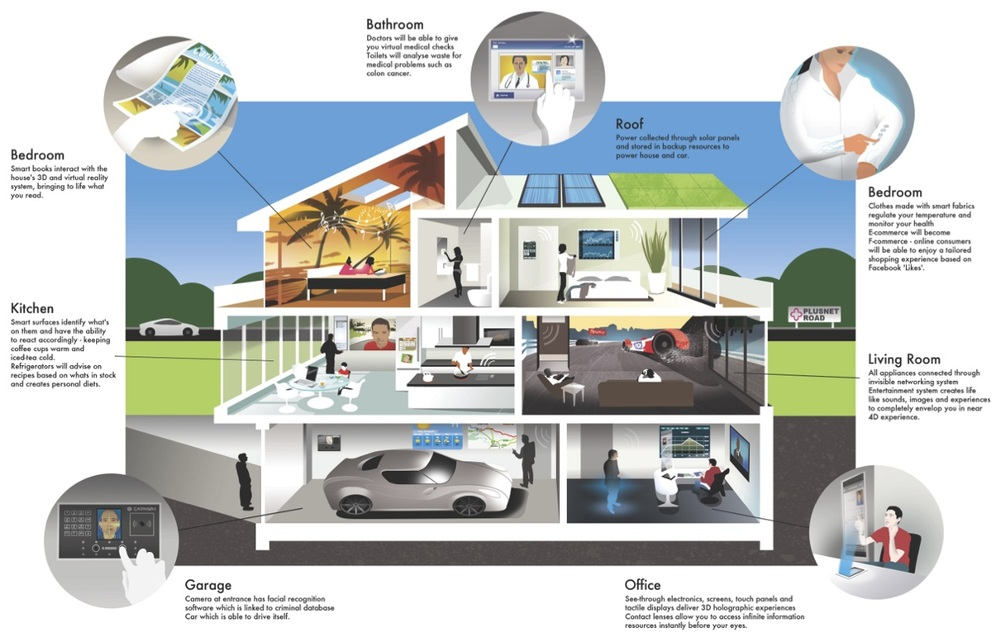 Bathroom
Doctors will be able to give
you virtual medical checks
Toilets will analyse waste for
medical problems such as
colon cancer.
Roof
Power collected through solar panels
and stored in backup resources to
power house and car.
Bedroom
Smart books interact with the
house's 3D and virtual reality
system, bringing to life what
you read.
Bedroom
Clothes made with smart fabrics
regulate your temperature and
monitor your health
E-commerce will become
F-commerce - online consumers
will be able to enjoy a tailored
shopping experience based on
Facebook 'Likes'.
Kitchen
Smart surfaces identify what's
on them and have the ability
to react accordingly - keeping
coffee cups warm and
icedtea cold.
Refrigerators will advise on
recipes based on whats in stock
and creates personal diets.
PLUSNET
ROAD
Living Room
All appliances connected through
invisible networking system
Entertainment system creates life
like sounds, images and experiences
to completely envelop you in near
4D experience.
Garage
Camera at entrance has facial recognition
software which is linked to criminal database
Car which is able to drive itself.
Office
See-through electronics, screens, touch panels and
tactile displays deliver 3D holographic experiences
Contact lenses allow you to access infinite information
resources instantly before your eyes.